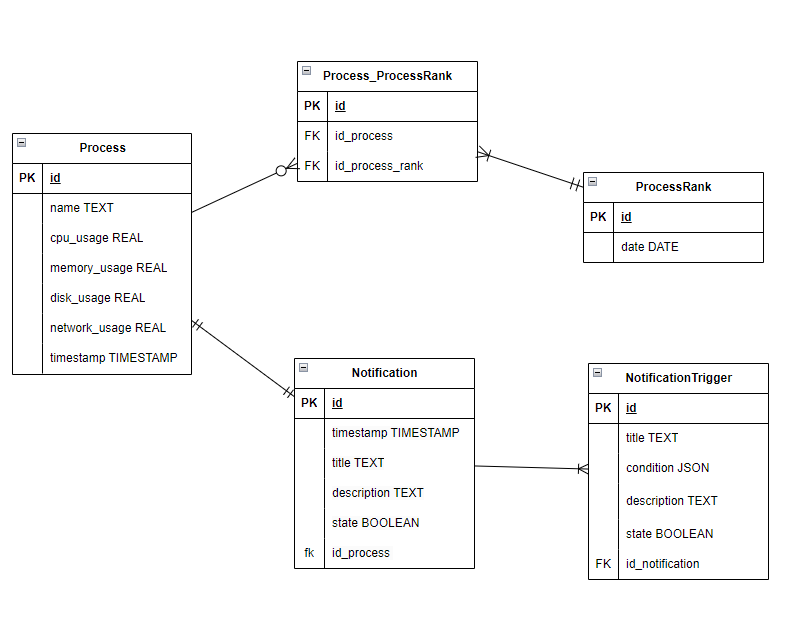 Process_ProcessRank
PK id
FK id_process
FK id_process_rank
Process
PK id
name TEXT
cpu_usage REAL
memory_usage REAL
disk_usage REAL
network_usage REAL
timestamp TIMESTAMP
ProcessRank
PK id
date DATE
Notification
PK id
timestamp TIMESTAMP
title TEXT
description TEXT
state BOOLEAN
fk id_process
NotificationTrigger
PK id
title TEXT
condition JSON
description TEXT
state BOOLEAN
FK id_notification